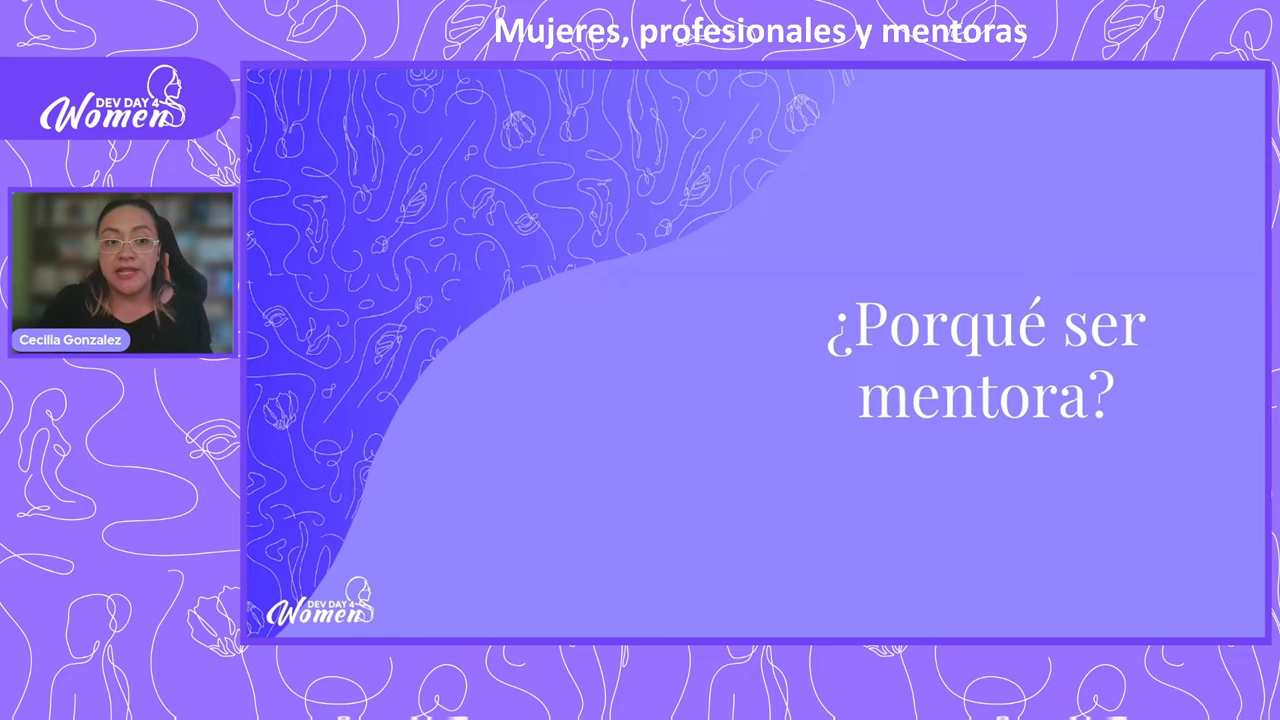 Mujeres, profesionales y mentoras
DEV DAY 4
Women
Cecilia Gonzalez
¿Porqué ser
mentora?
DEV DAY 4
Women